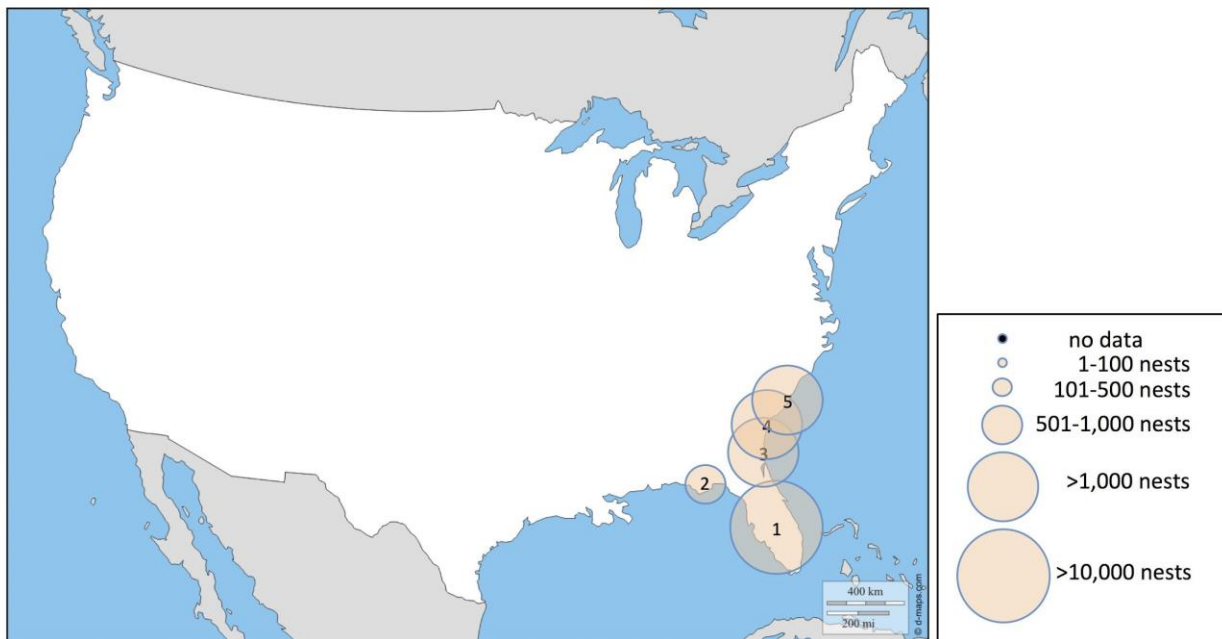 5
4
3
2
1
400 km
200 mi
© d-maps.com
no data
1-100 nests
101-500 nests
501-1,000 nests
>1,000 nests
>10,000 nests